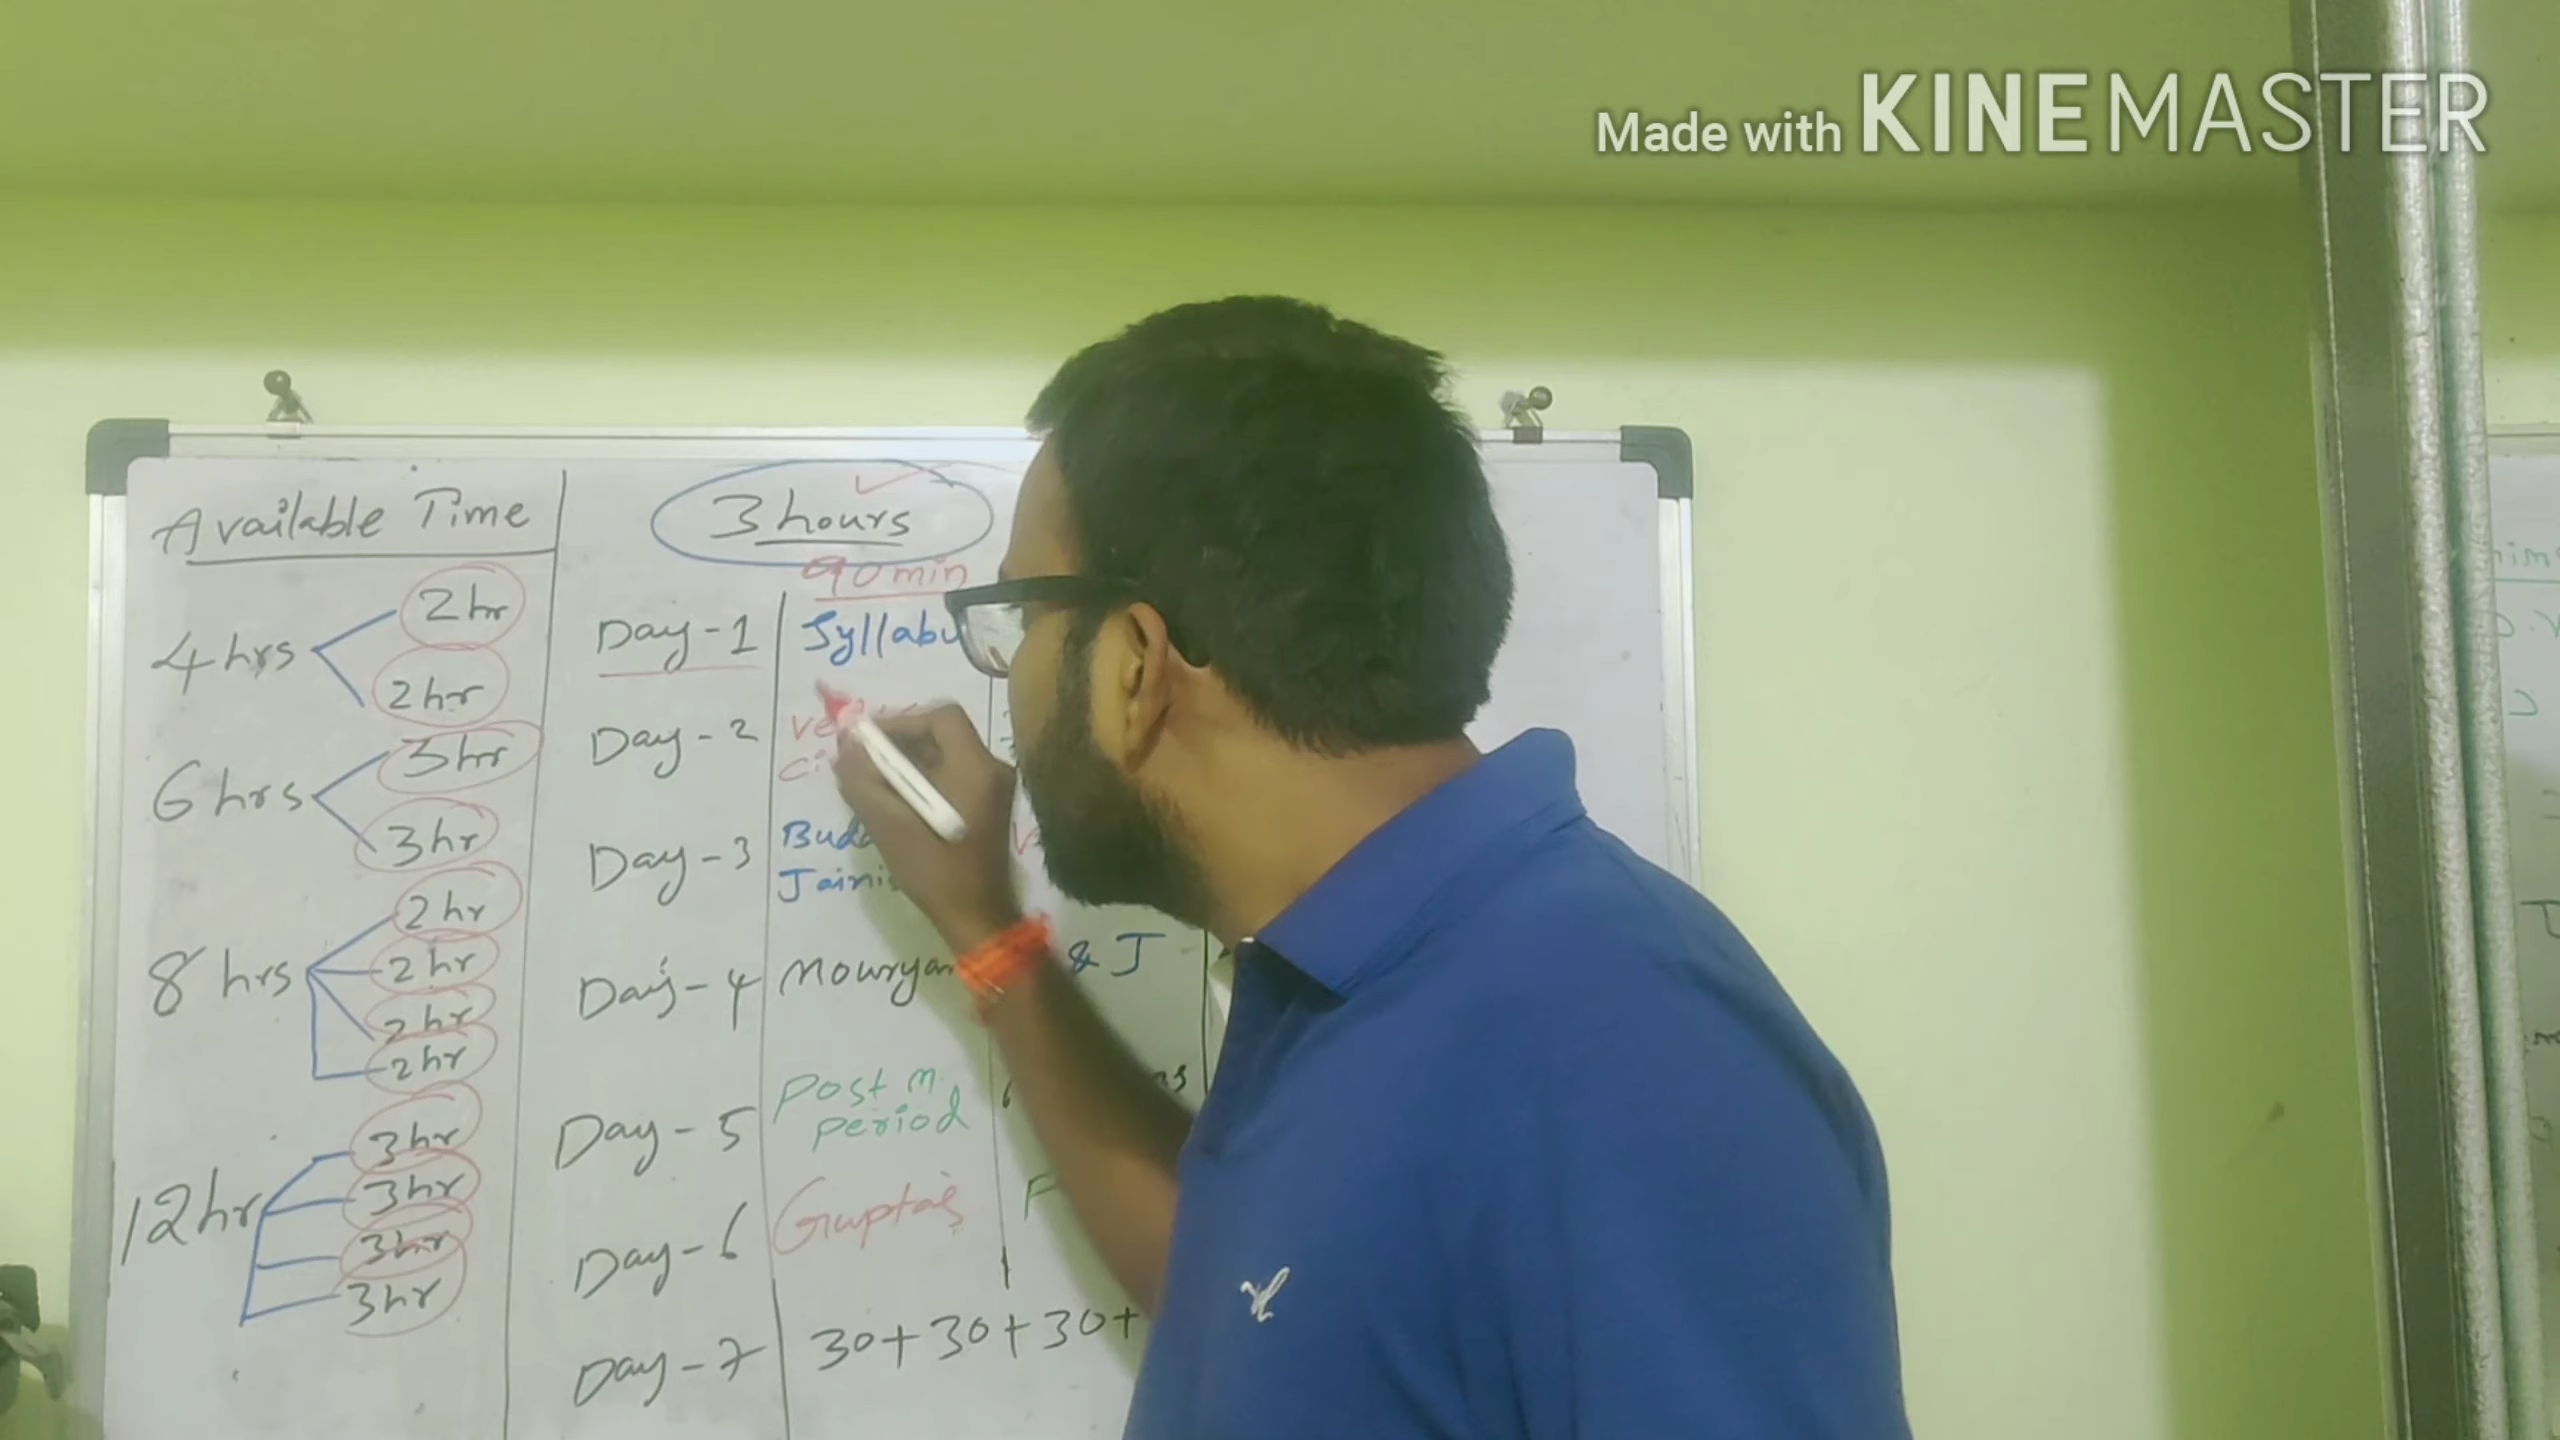 Made with KINEMASTER
Available Time
4 hrs
2 hr
2 hr
6 hrs
3 hr
3 hr
8 hrs
2 hr
2 hr
2 hr
2 hr
12 hr
3 hr
3 hr
3 hr
3 hr
3 hours
90 min
Day - 1 Syllabu
Day - 2
Day - 3
Jainis
Day - 4 Mowryan & J
Day - 5 Post M. Period
Day - 6 Guptas
Day - 7 30 + 30 + 30 +